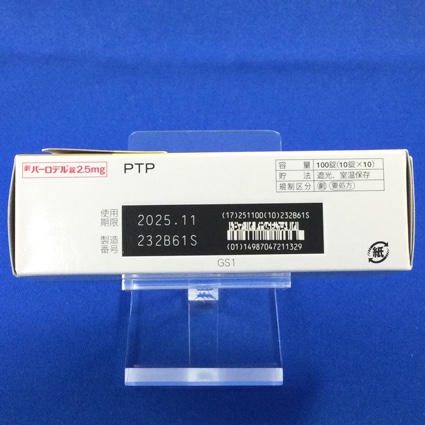 劇 パーロデル®錠2.5mg
PTP
容 量 100錠(10錠×10)
貯 法 遮光、室温保存
規制区分 劇 (要処方)
使用
期限 2025.11
製造
番号 232B61S
(17)251100(10)232B61S
(01)14987047211329
GS1
紙